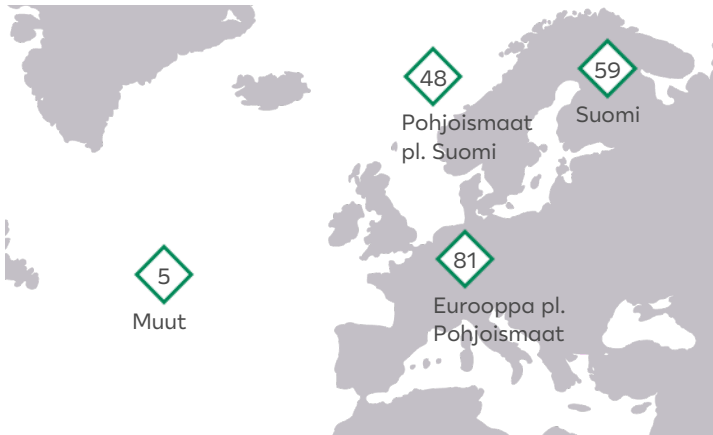 48
Pohjoismaat
pl. Suomi
59
Suomi
5
Muut
81
Eurooppa pl.
Pohjoismaat